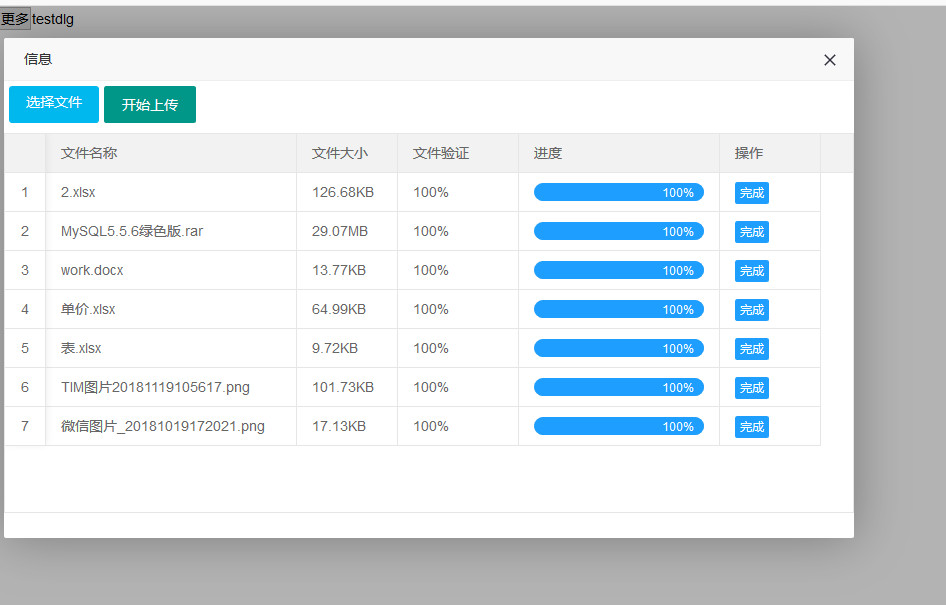 更多 testdlg
信息
选择文件 开始上传
文件名称 文件大小 文件验证 进度 操作
1 2.xlsx 126.68KB 100% 100% 完成
2 MySQL5.5.6绿色版.rar 29.07MB 100% 100% 完成
3 work.docx 13.77KB 100% 100% 完成
4 单价.xlsx 64.99KB 100% 100% 完成
5 表.xlsx 9.72KB 100% 100% 完成
6 TIM图片20181119105617.png 101.73KB 100% 100% 完成
7 微信图片_20181019172021.png 17.13KB 100% 100% 完成